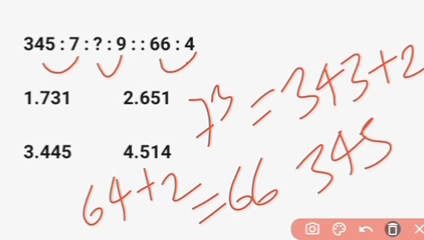 345 : 7 : ? : 9 : : 66 : 4
1.731 2.651
7³ = 343+2
3.445 4.514
345
64+2 = 66